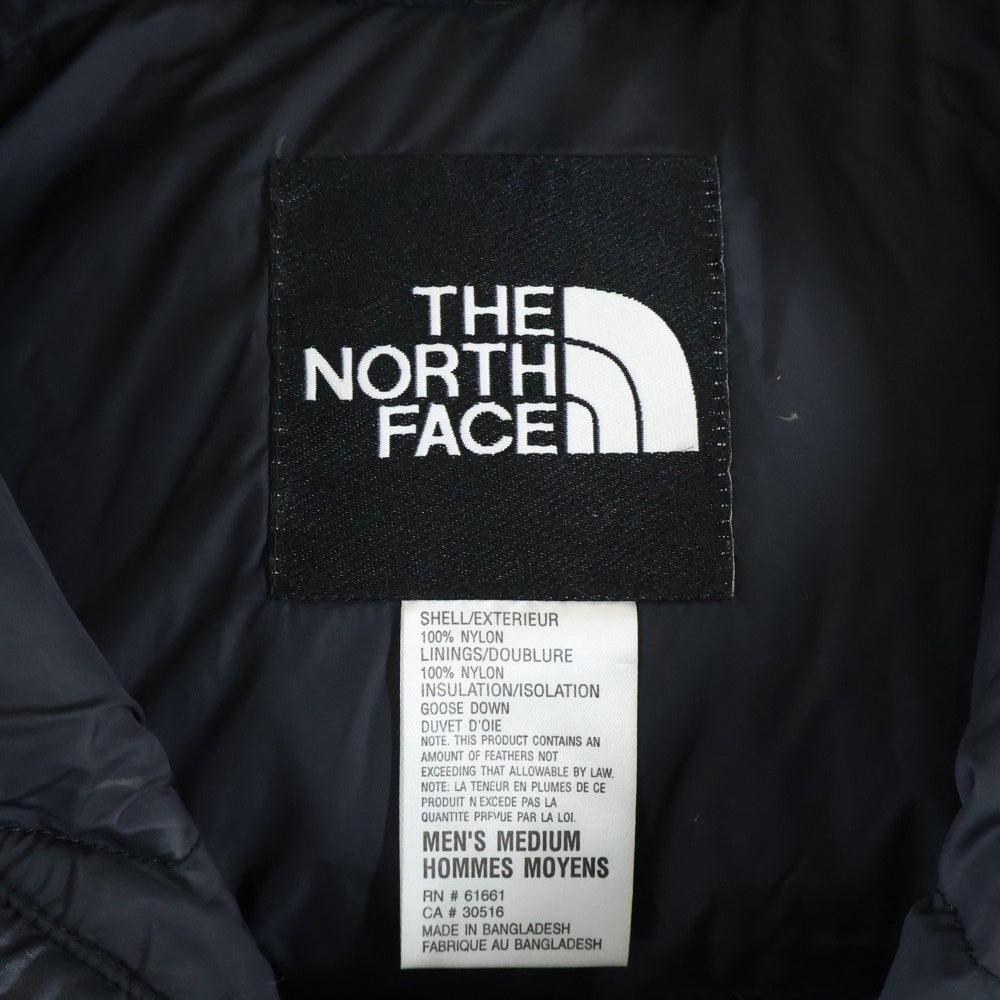 THE
NORTH
FACE
SHELL/EXTERIEUR
100% NYLON
LININGS/DOUBLURE
100% NYLON
INSULATION/ISOLATION
GOOSE DOWN
DUVET D'OIE
NOTE. THIS PRODUCT CONTAINS AN
AMOUNT OF FEATHERS NOT
EXCEEDING THAT ALLOWABLE BY LAW.
NOTE: LA TENEUR EN PLUMES DE CE
PRODUIT N EXCEDE PAS LA
QUANTITE PREVUE PAR LA LOI.
MEN'S MEDIUM
HOMMES MOYENS
RN # 61661
CA # 30516
MADE IN BANGLADESH
FABRIQUE AU BANGLADESH